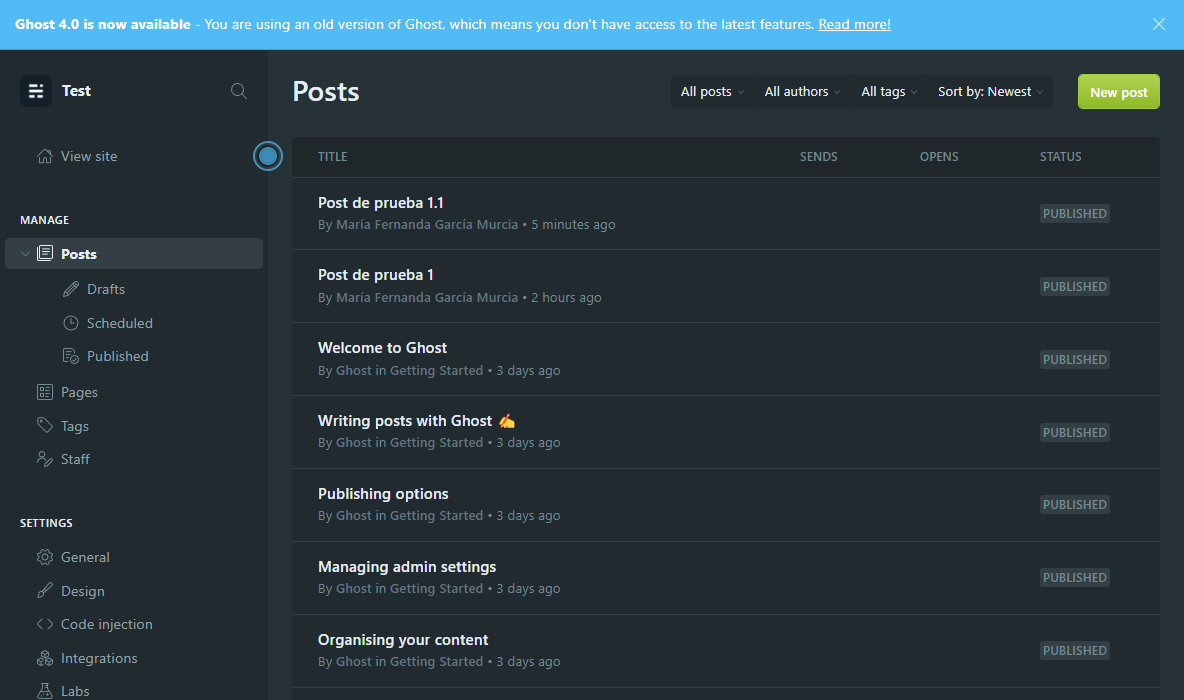 Ghost 4.0 is now available - You are using an old version of Ghost, which means you don't have access to the latest features. Read more!
Test
View site
MANAGE
Posts
Drafts
Scheduled
Published
Pages
Tags
Staff
SETTINGS
General
Design
Code injection
Integrations
Labs
Posts
All posts All authors All tags Sort by: Newest New post
TITLE SENDS OPENS STATUS
Post de prueba 1.1
By María Fernanda García Murcia • 5 minutes ago
PUBLISHED
Post de prueba 1
By María Fernanda García Murcia • 2 hours ago
PUBLISHED
Welcome to Ghost
By Ghost in Getting Started • 3 days ago
PUBLISHED
Writing posts with Ghost ✍️
By Ghost in Getting Started • 3 days ago
PUBLISHED
Publishing options
By Ghost in Getting Started • 3 days ago
PUBLISHED
Managing admin settings
By Ghost in Getting Started • 3 days ago
PUBLISHED
Organising your content
By Ghost in Getting Started • 3 days ago
PUBLISHED